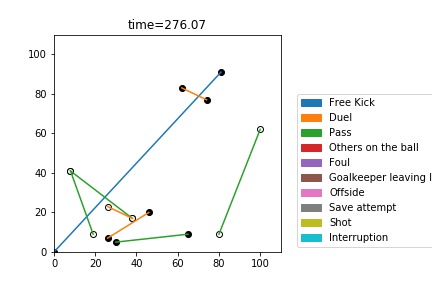 time=276.07
100
80
60
40
20
0
0 20 40 60 80 100
Free Kick
Duel
Pass
Others on the ball
Foul
Goalkeeper leaving l
Offside
Save attempt
Shot
Interruption